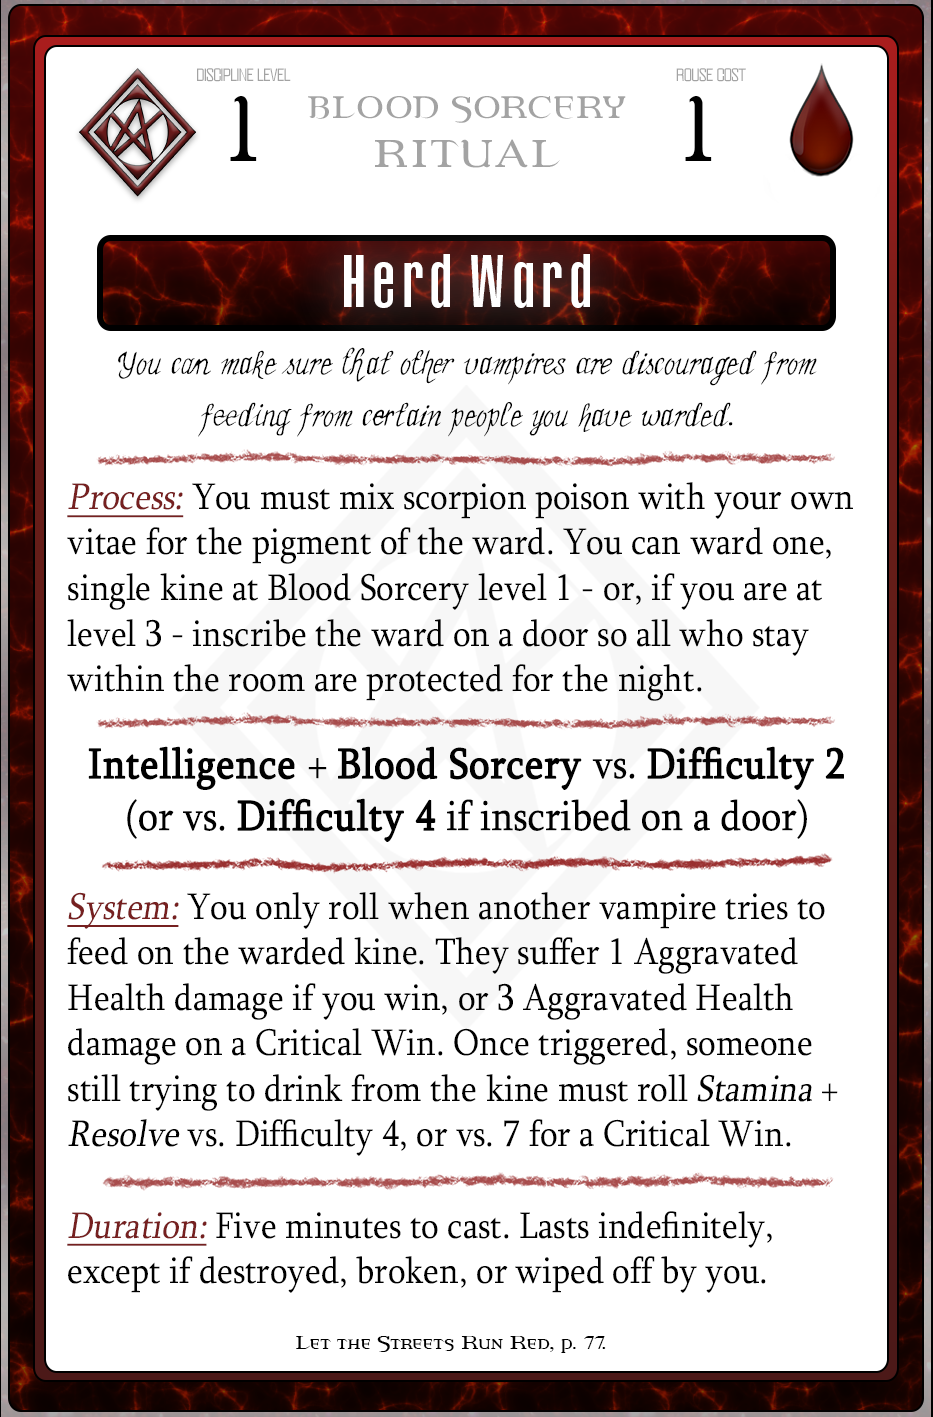 DISCIPLINE LEVEL
1
BLOOD SORCERY
RITUAL
ROUSE COST
1
Herd Ward
You can make sure that other vampires are discouraged from
feeding from certain people you have warded.
Process: You must mix scorpion poison with your own
vitae for the pigment of the ward. You can ward one,
single kine at Blood Sorcery level 1 - or, if you are at
level 3 - inscribe the ward on a door so all who stay
within the room are protected for the night.
Intelligence + Blood Sorcery vs. Difficulty 2
(or vs. Difficulty 4 if inscribed on a door)
System: You only roll when another vampire tries to
feed on the warded kine. They suffer 1 Aggravated
Health damage if you win, or 3 Aggravated Health
damage on a Critical Win. Once triggered, someone
still trying to drink from the kine must roll Stamina +
Resolve vs. Difficulty 4, or vs. 7 for a Critical Win.
Duration: Five minutes to cast. Lasts indefinitely,
except if destroyed, broken, or wiped off by you.
Let the Streets Run Red, p. 77.